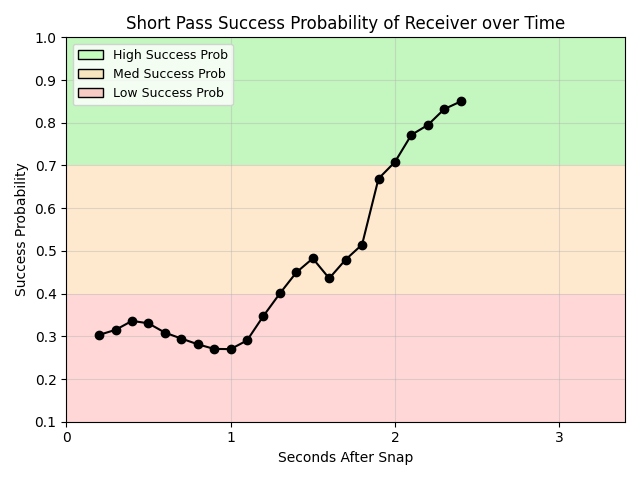 Short Pass Success Probability of Receiver over Time
1.0
0.9
0.8
0.7
0.6
0.5
0.4
0.3
0.2
0.1
Success Probability
High Success Prob
Med Success Prob
Low Success Prob
0 1 2 3
Seconds After Snap